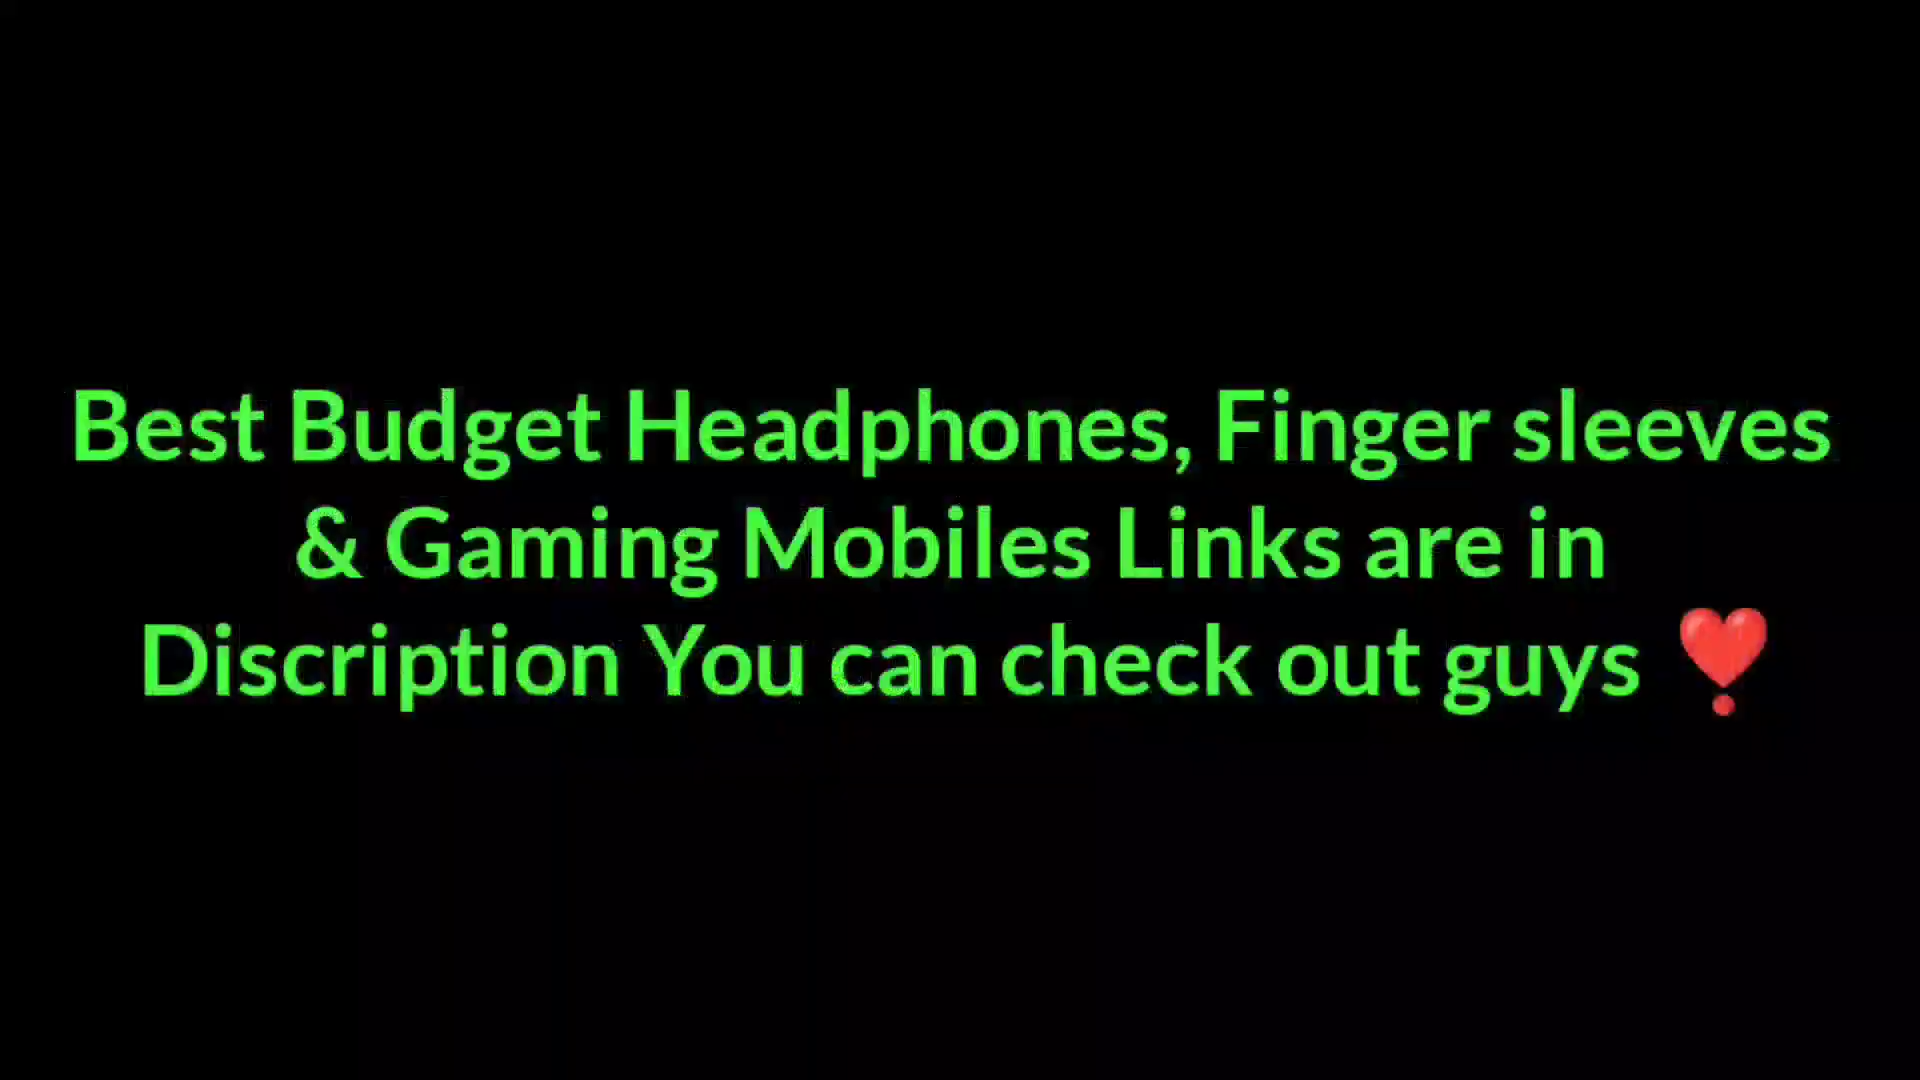 Best Budget Headphones, Finger sleeves
& Gaming Mobiles Links are in
Discription You can check out guys ❣️